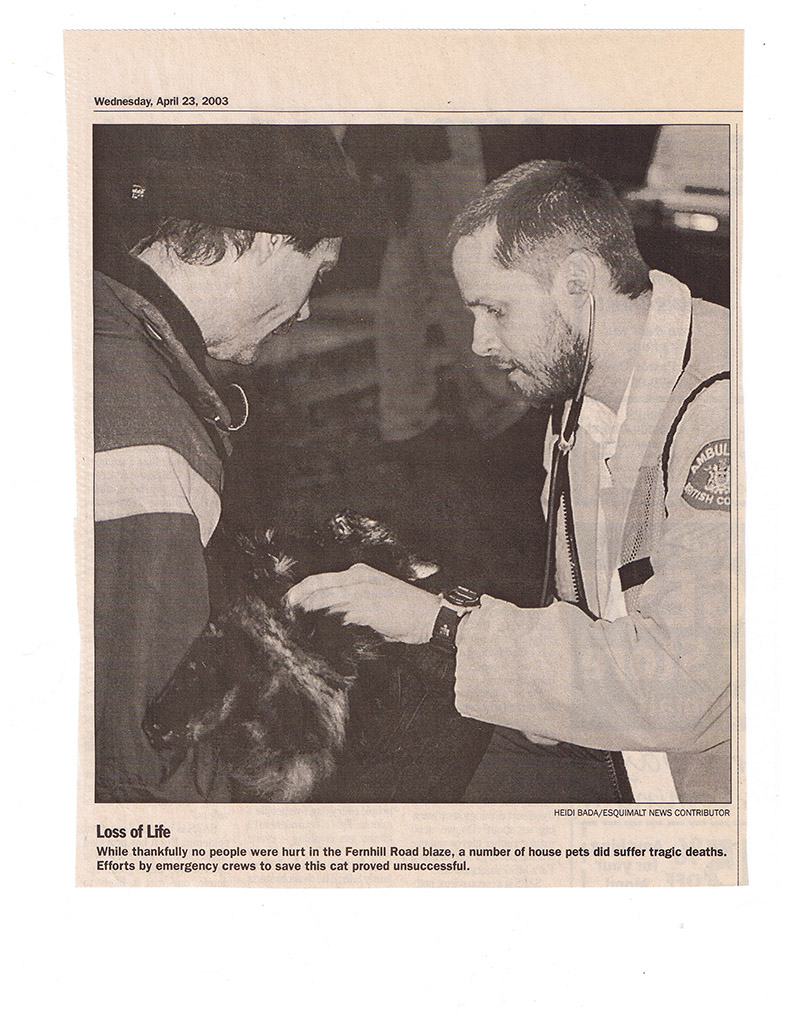 Wednesday, April 23, 2003
AMBUL
BRITISH CO
HEIDI BADA/ESQUIMALT NEWS CONTRIBUTOR
Loss of Life
While thankfully no people were hurt in the Fernhill Road blaze, a number of house pets did suffer tragic deaths.
Efforts by emergency crews to save this cat proved unsuccessful.